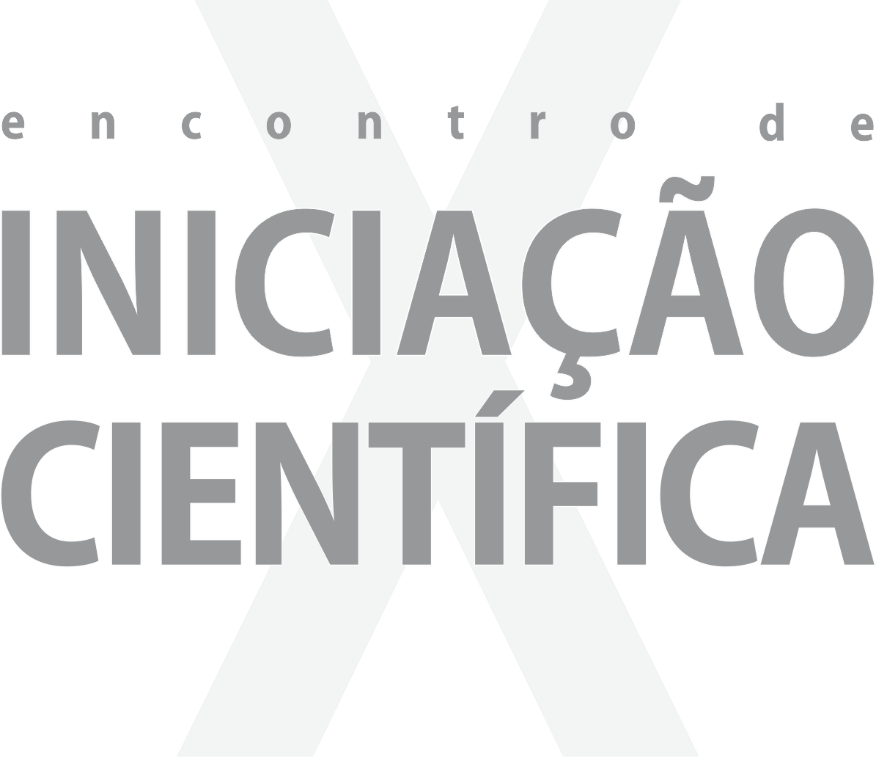 X
encontro de
INICIAÇÃO
CIENTÍFICA